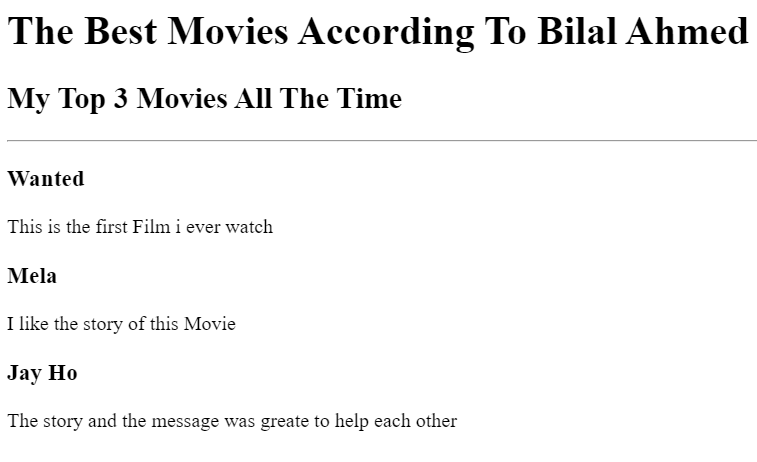 The Best Movies According To Bilal Ahmed
My Top 3 Movies All The Time
Wanted
This is the first Film i ever watch
Mela
I like the story of this Movie
Jay Ho
The story and the message was greate to help each other